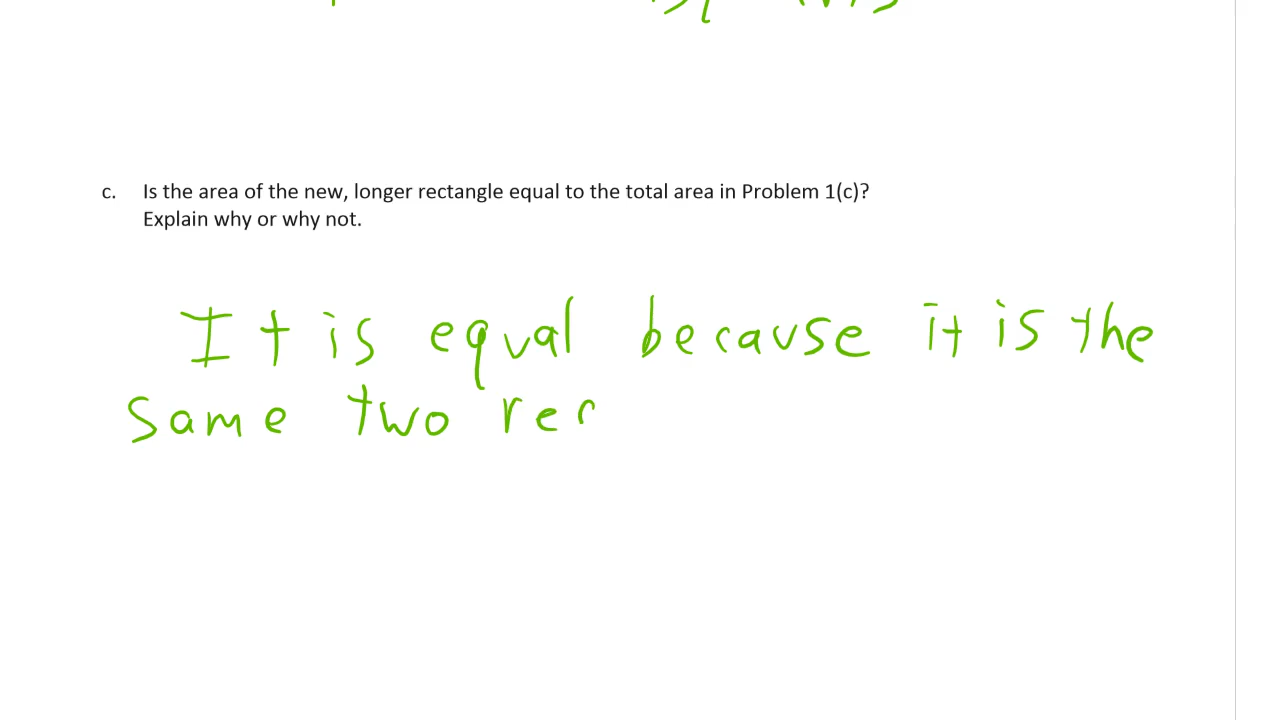 c. Is the area of the new, longer rectangle equal to the total area in Problem 1(c)?
Explain why or why not.
It is equal because it is the
same two rec